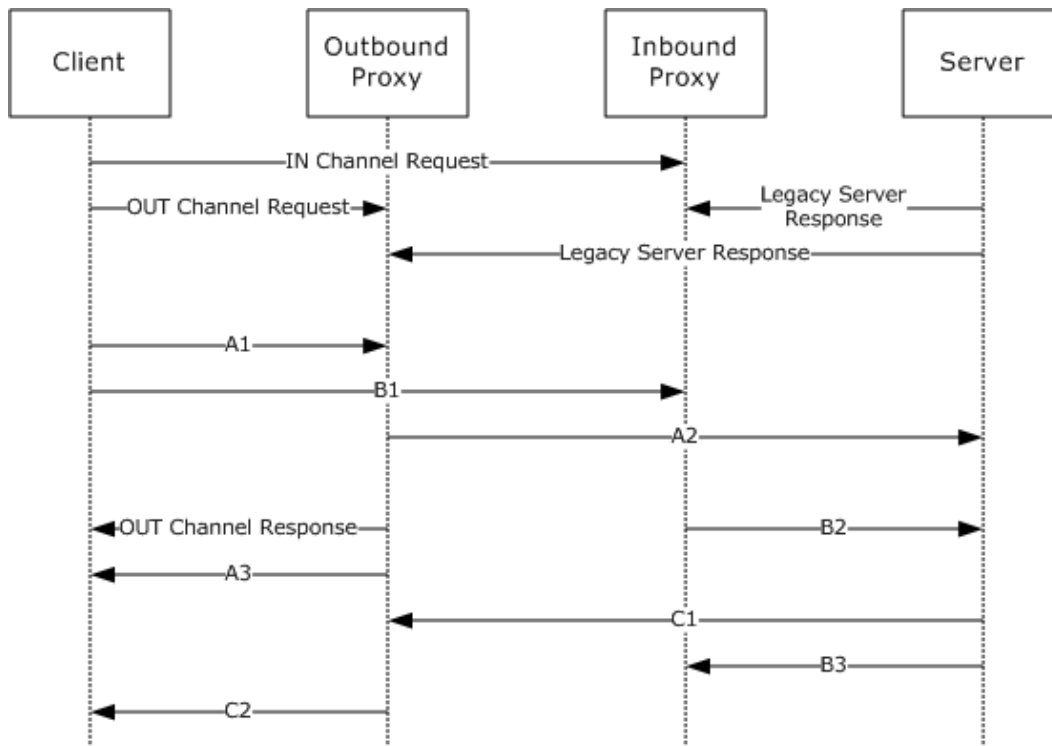 Client
Outbound
Proxy
Inbound
Proxy
Server
IN Channel Request
OUT Channel Request
Legacy Server
Response
Legacy Server Response
A1
B1
A2
OUT Channel Response
B2
A3
C1
B3
C2